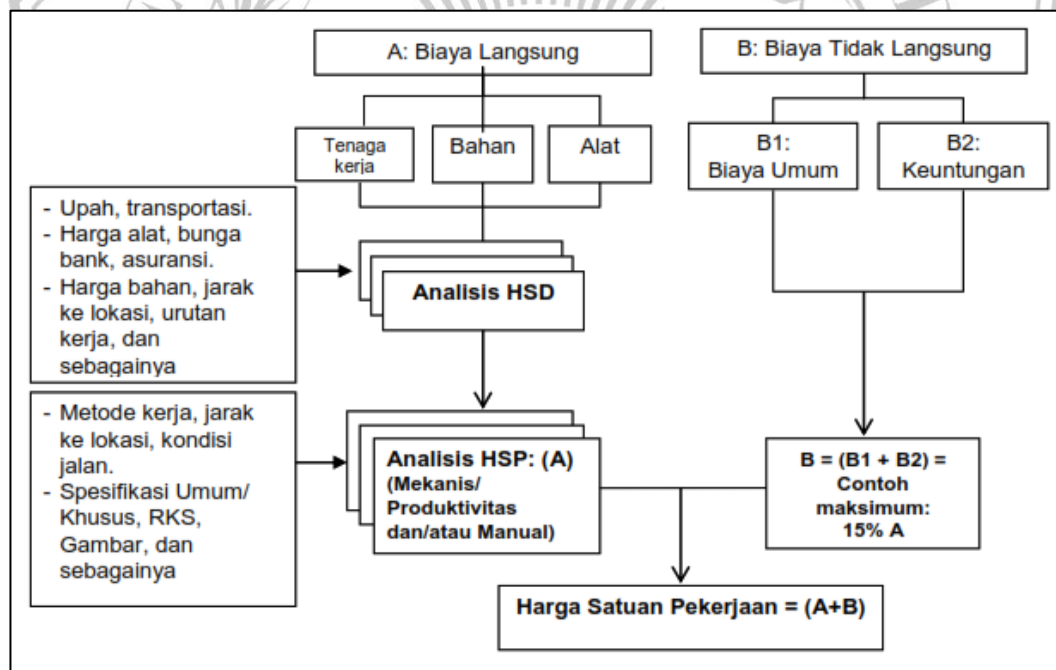 A: Biaya Langsung
B: Biaya Tidak Langsung
Tenaga
kerja
Bahan
Alat
B1:
Biaya Umum
B2:
Keuntungan
- Upah, transportasi.
- Harga alat, bunga
bank, asuransi.
- Harga bahan, jarak
ke lokasi, urutan
kerja, dan
sebagainya
Analisis HSD
- Metode kerja, jarak
ke lokasi, kondisi
jalan.
- Spesifikasi Umum/
Khusus, RKS,
Gambar, dan
sebagainya
Analisis HSP: (A)
(Mekanis/
Produktivitas
dan/atau Manual)
B = (B1 + B2) =
Contoh
maksimum:
15% A
Harga Satuan Pekerjaan = (A+B)